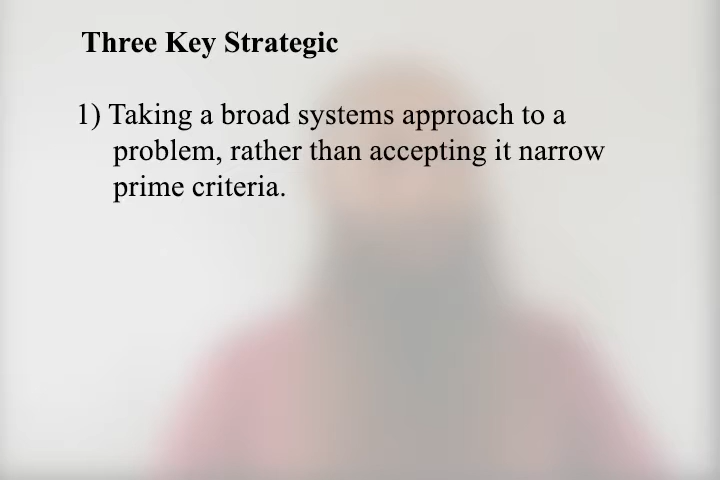 Three Key Strategic
1) Taking a broad systems approach to a
problem, rather than accepting it narrow
prime criteria.